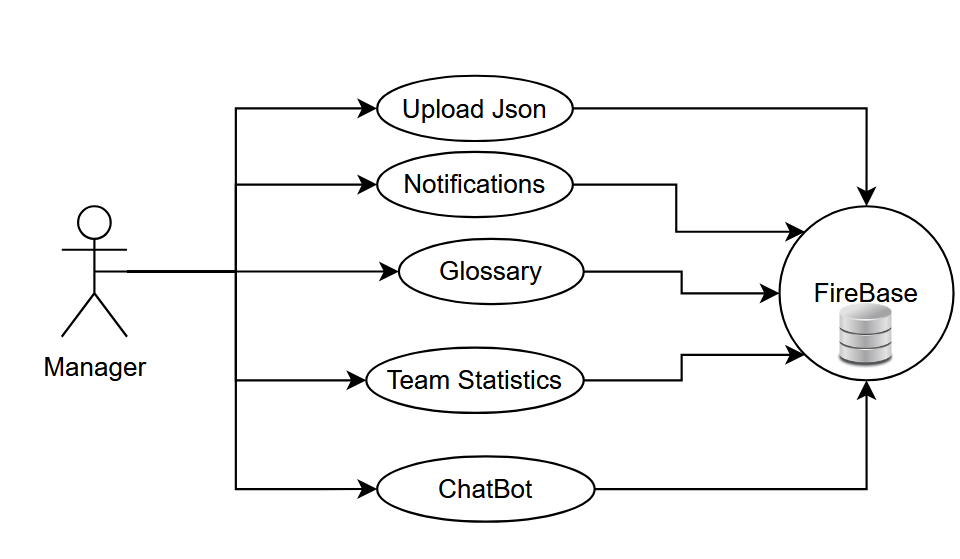 Upload Json
Notifications
Glossary
FireBase
Manager
Team Statistics
ChatBot